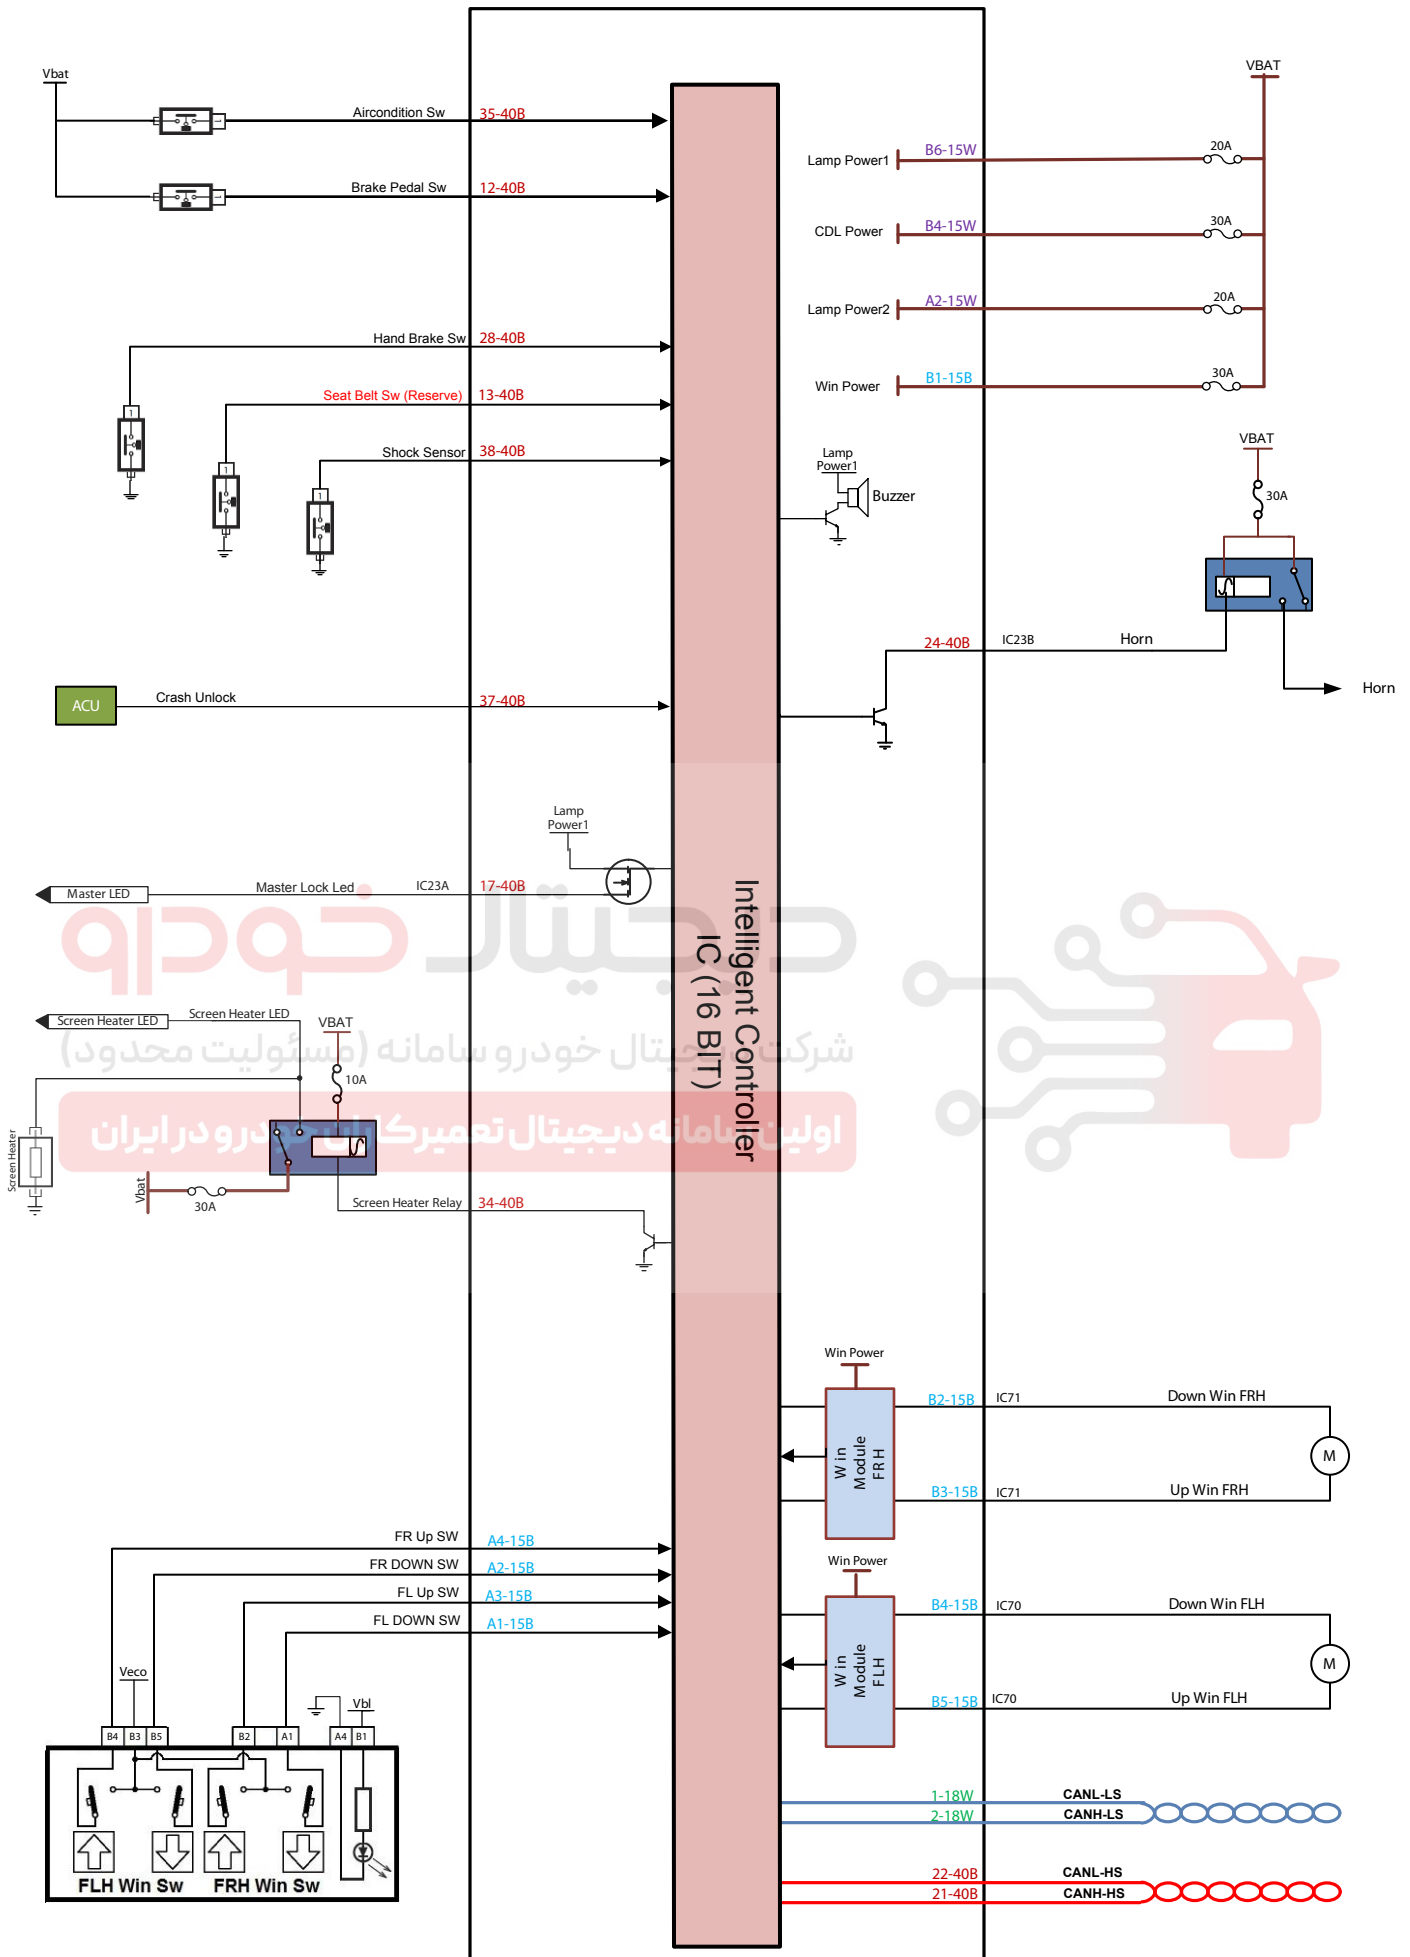 Vbat
Aircondition Sw
35-40B
1
Brake Pedal Sw
12-40B
1
Hand Brake Sw
28-40B
Seat Belt Sw (Reserve)
13-40B
Shock Sensor
38-40B
1
1
1
ACU
Crash Unlock
37-40B
Lamp
Power1
Master LED
Master Lock Led
IC23A
17-40B
Screen Heater LED
Screen Heater LED
VBAT
10A
Screen Heater
Vbat
30A
Screen Heater Relay
34-40B
Intelligent Controller
IC (16 BIT)
VBAT
Lamp Power1
B6-15W
20A
CDL Power
B4-15W
30A
Lamp Power2
A2-15W
20A
Win Power
B1-15B
30A
Lamp
Power1
Buzzer
VBAT
30A
24-40B
IC23B
Horn
Horn
دیجیتال خودرو
شرکت دیجیتال خودرو سامانه (مسئولیت محدود)
اولین سامانه دیجیتال تعمیرکاران خودرو در ایران
Win Power
Win
Module
FRH
B2-15B
IC71
Down Win FRH
M
B3-15B
IC71
Up Win FRH
Win Power
Win
Module
FLH
B4-15B
IC70
Down Win FLH
M
B5-15B
IC70
Up Win FLH
FR Up SW
A4-15B
FR DOWN SW
A2-15B
FL Up SW
A3-15B
FL DOWN SW
A1-15B
Veco
Vbl
B4
B3
B5
B2
A1
A4
B1
FLH Win Sw
FRH Win Sw
1-18W
CANL-LS
2-18W
CANH-LS
22-40B
CANL-HS
21-40B
CANH-HS